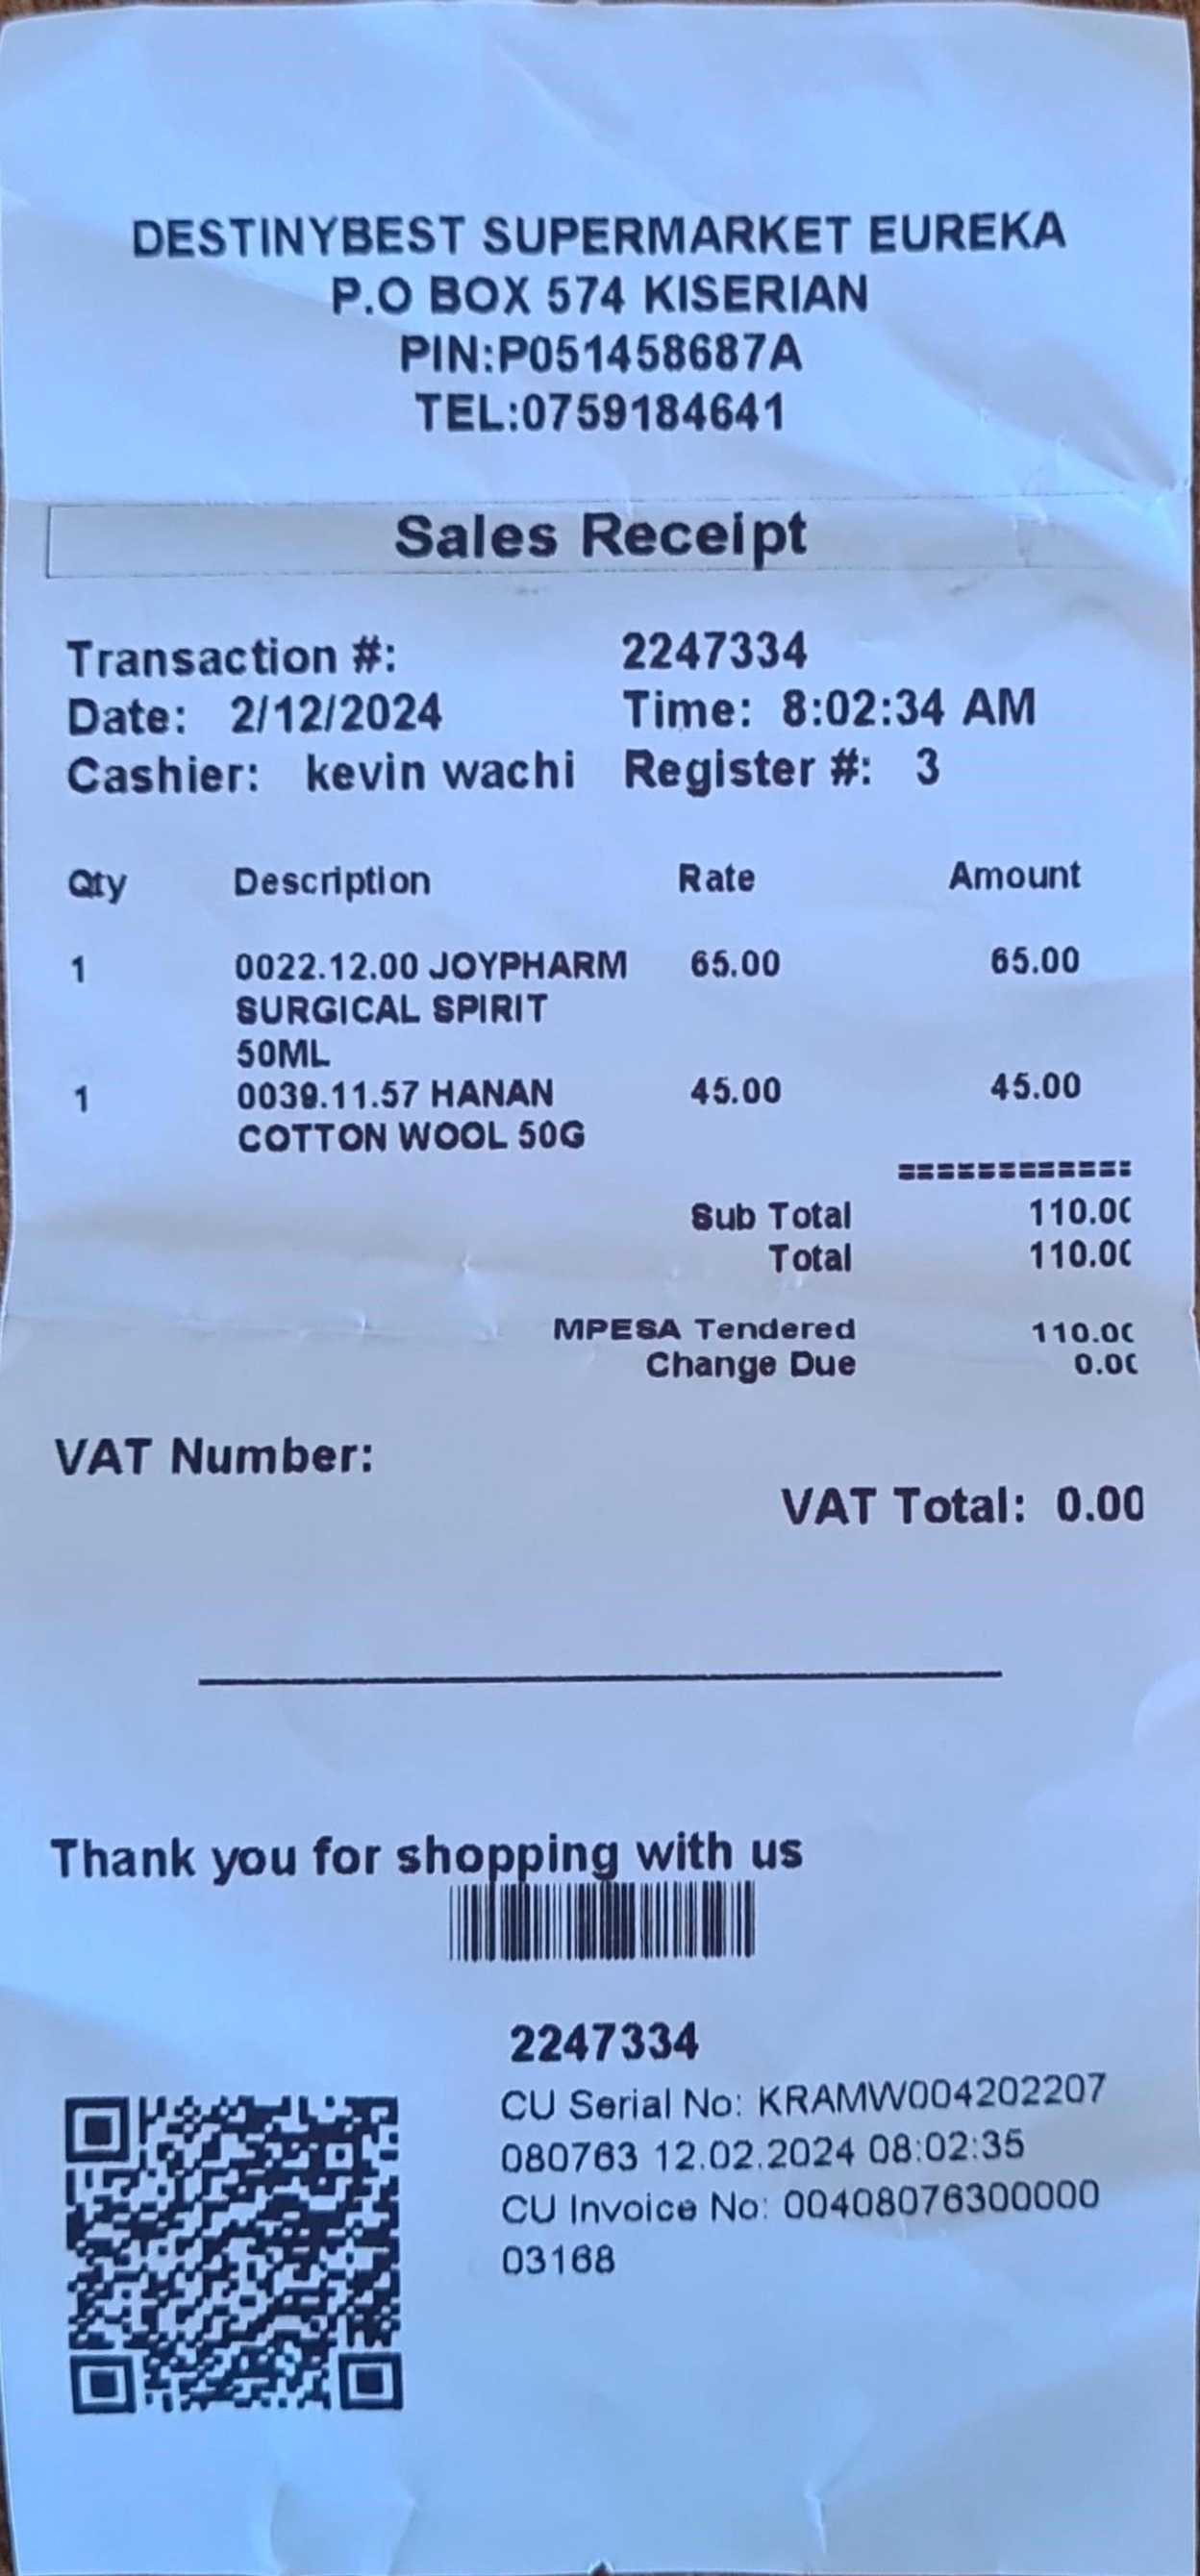 DESTINYBEST SUPERMARKET EUREKA
P.O BOX 574 KISERIAN
PIN:P051458687A
TEL:0759184641
Sales Receipt
Transaction #: 2247334
Date: 2/12/2024 Time: 8:02:34 AM
Cashier: kevin wachi Register #: 3
Qty Description Rate Amount
1 0022.12.00 JOYPHARM 65.00 65.00
SURGICAL SPIRIT
50ML
1 0039.11.57 HANAN 45.00 45.00
COTTON WOOL 50G
============
Sub Total 110.00
Total 110.00
MPESA Tendered 110.00
Change Due 0.00
VAT Number:
VAT Total: 0.00
Thank you for shopping with us
2247334
CU Serial No: KRAMW004202207
080763 12.02.2024 08:02:35
CU Invoice No: 00408076300000
03168